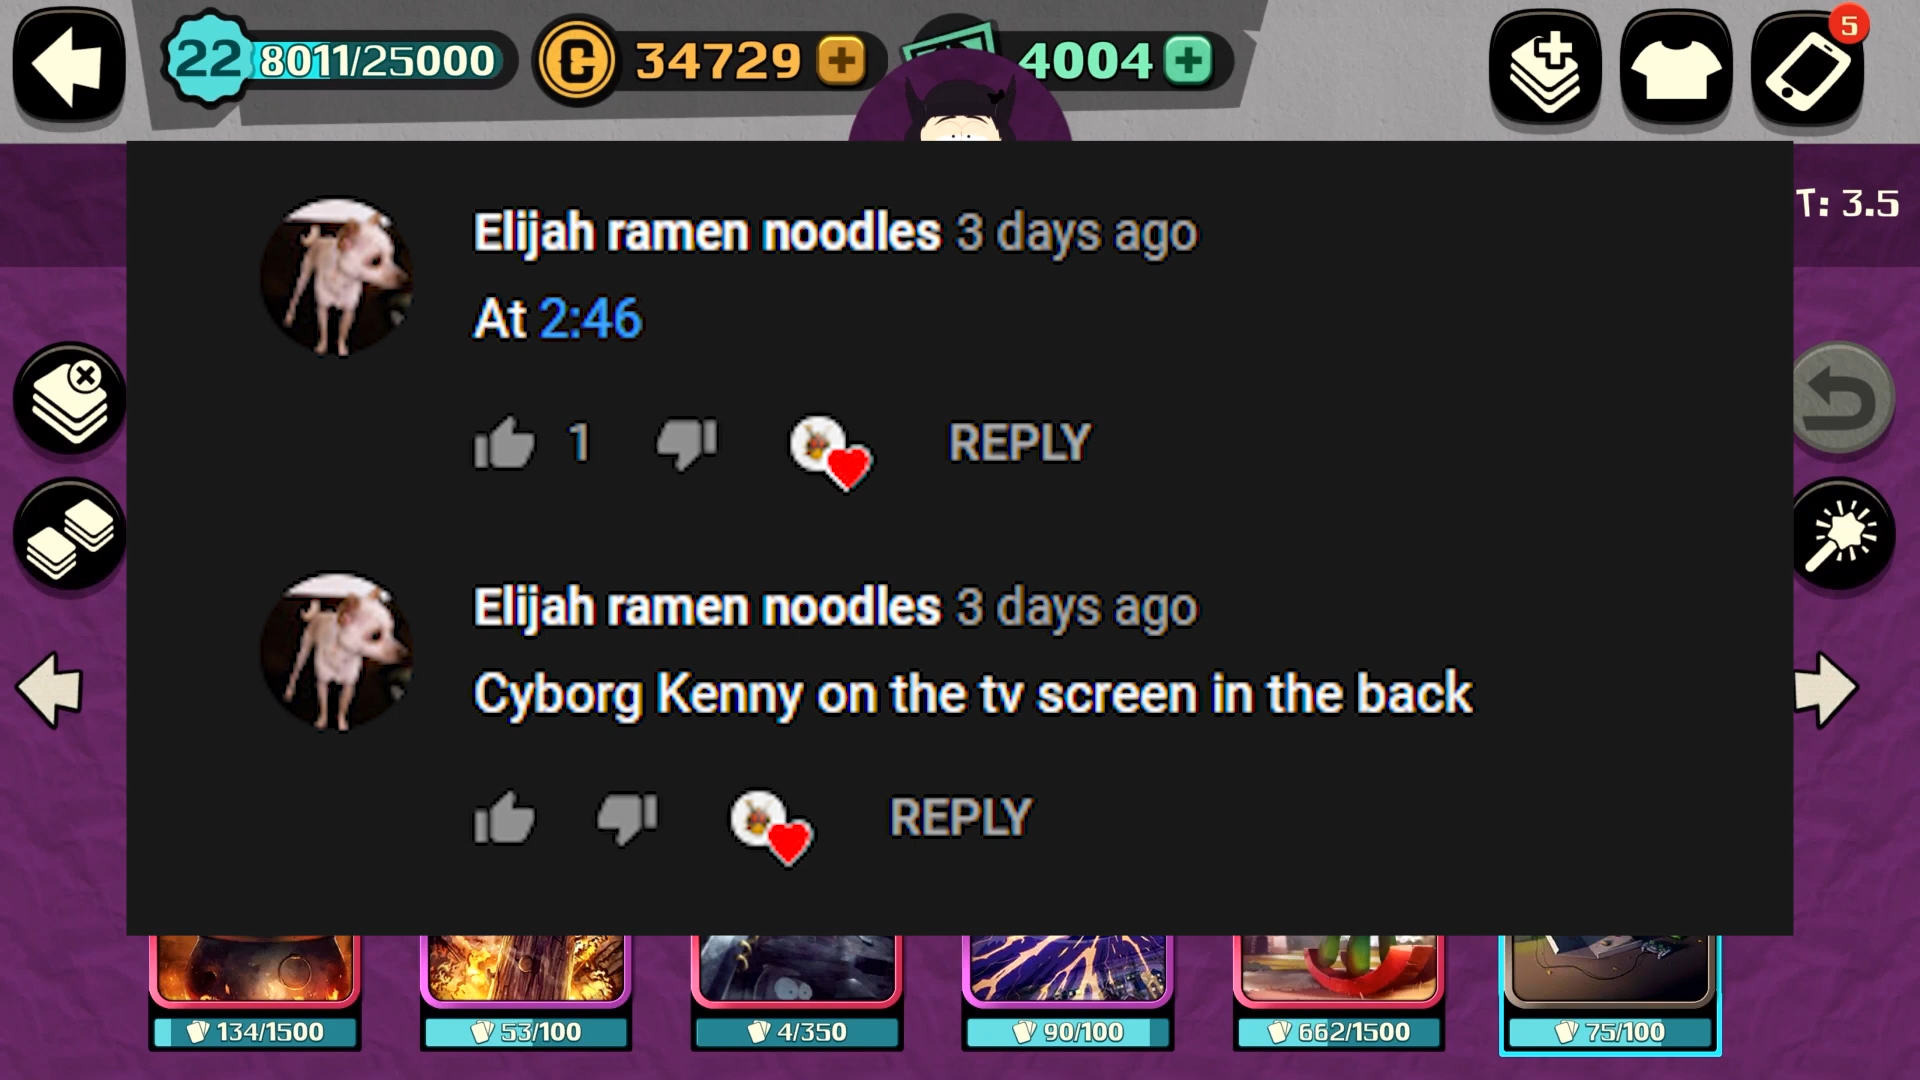 22 8011/25000 34729 4004 5
T: 3.5
Elijah ramen noodles 3 days ago
At 2:46
1 REPLY
Elijah ramen noodles 3 days ago
Cyborg Kenny on the tv screen in the back
REPLY
134/1500 53/100 4/350 90/100 662/1500 75/100